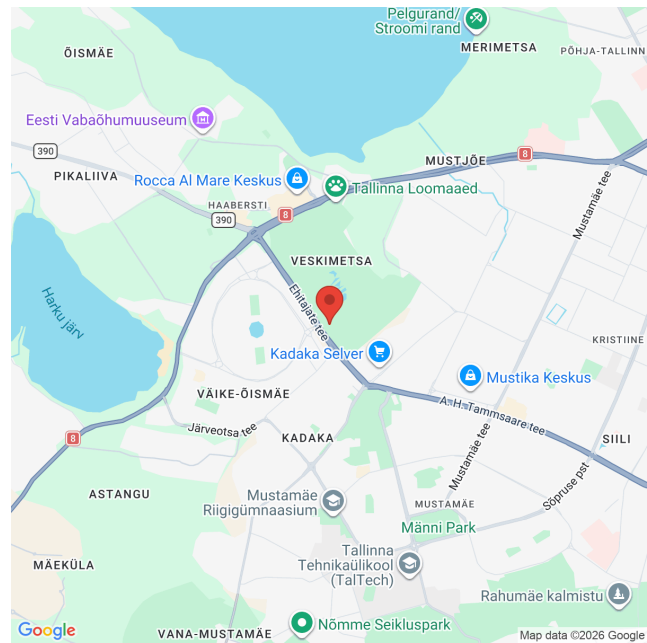 Pelgurand/
Stroomi rand
MERIMETSA
PÕHJA-TALLINN
ÕISMÄE
Eesti Vabaõhumuuseum
390
8
MUSTJÕE
PIKALIIVA
Rocca Al Mare Keskus
Tallinna Loomaaed
Mustamäe tee
HAABERSTI
390
8
VESKIMETSA
Harku järv
Ehitajate tee
Kadaka Selver
KRISTIINE
Mustika Keskus
VÄIKE-ÕISMÄE
A. H. Tammsaare tee
Järveotsa tee
KADAKA
8
Mustamäe tee
SIILI
ASTANGU
Mustamäe
Riigigümnaasium
MUSTAMÄE
Sõpruse pst
Männi Park
Tallinna
Tehnikaülikool
(TalTech)
MÄEKÜLA
Rahumäe kalmistu
Nõmme Seikluspark
VANA-MUSTAMÄE
Google
Map data ©2026 Google